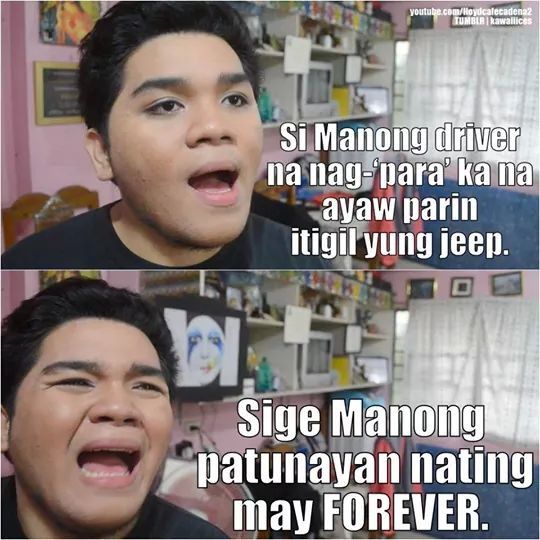 youtube.com/lloydcafecadena2
TUMBLR | kawaiiices
Si Manong driver
na nag-'para' ka na
ayaw parin
itigil yung jeep.
Sige Manong
patunayan nating
may FOREVER.